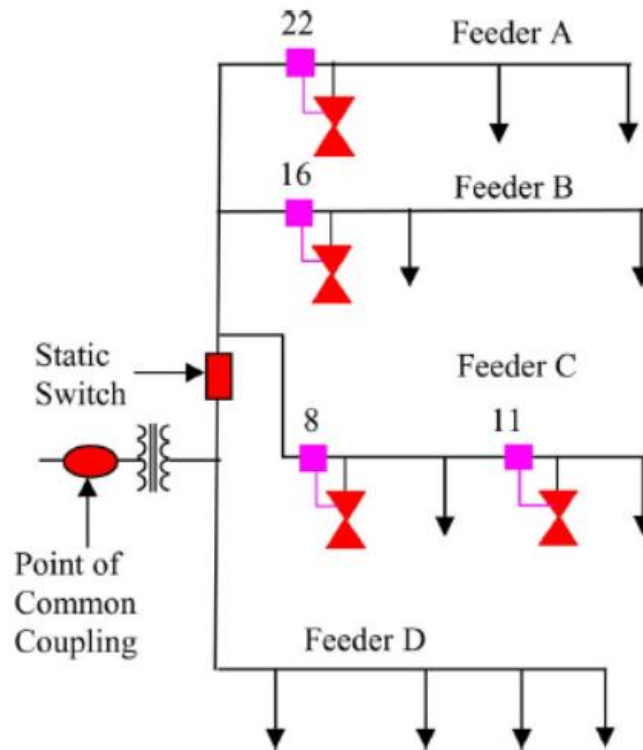 22
Feeder A
16
Feeder B
Static
Switch
Feeder C
8
11
Point of
Common
Coupling
Feeder D